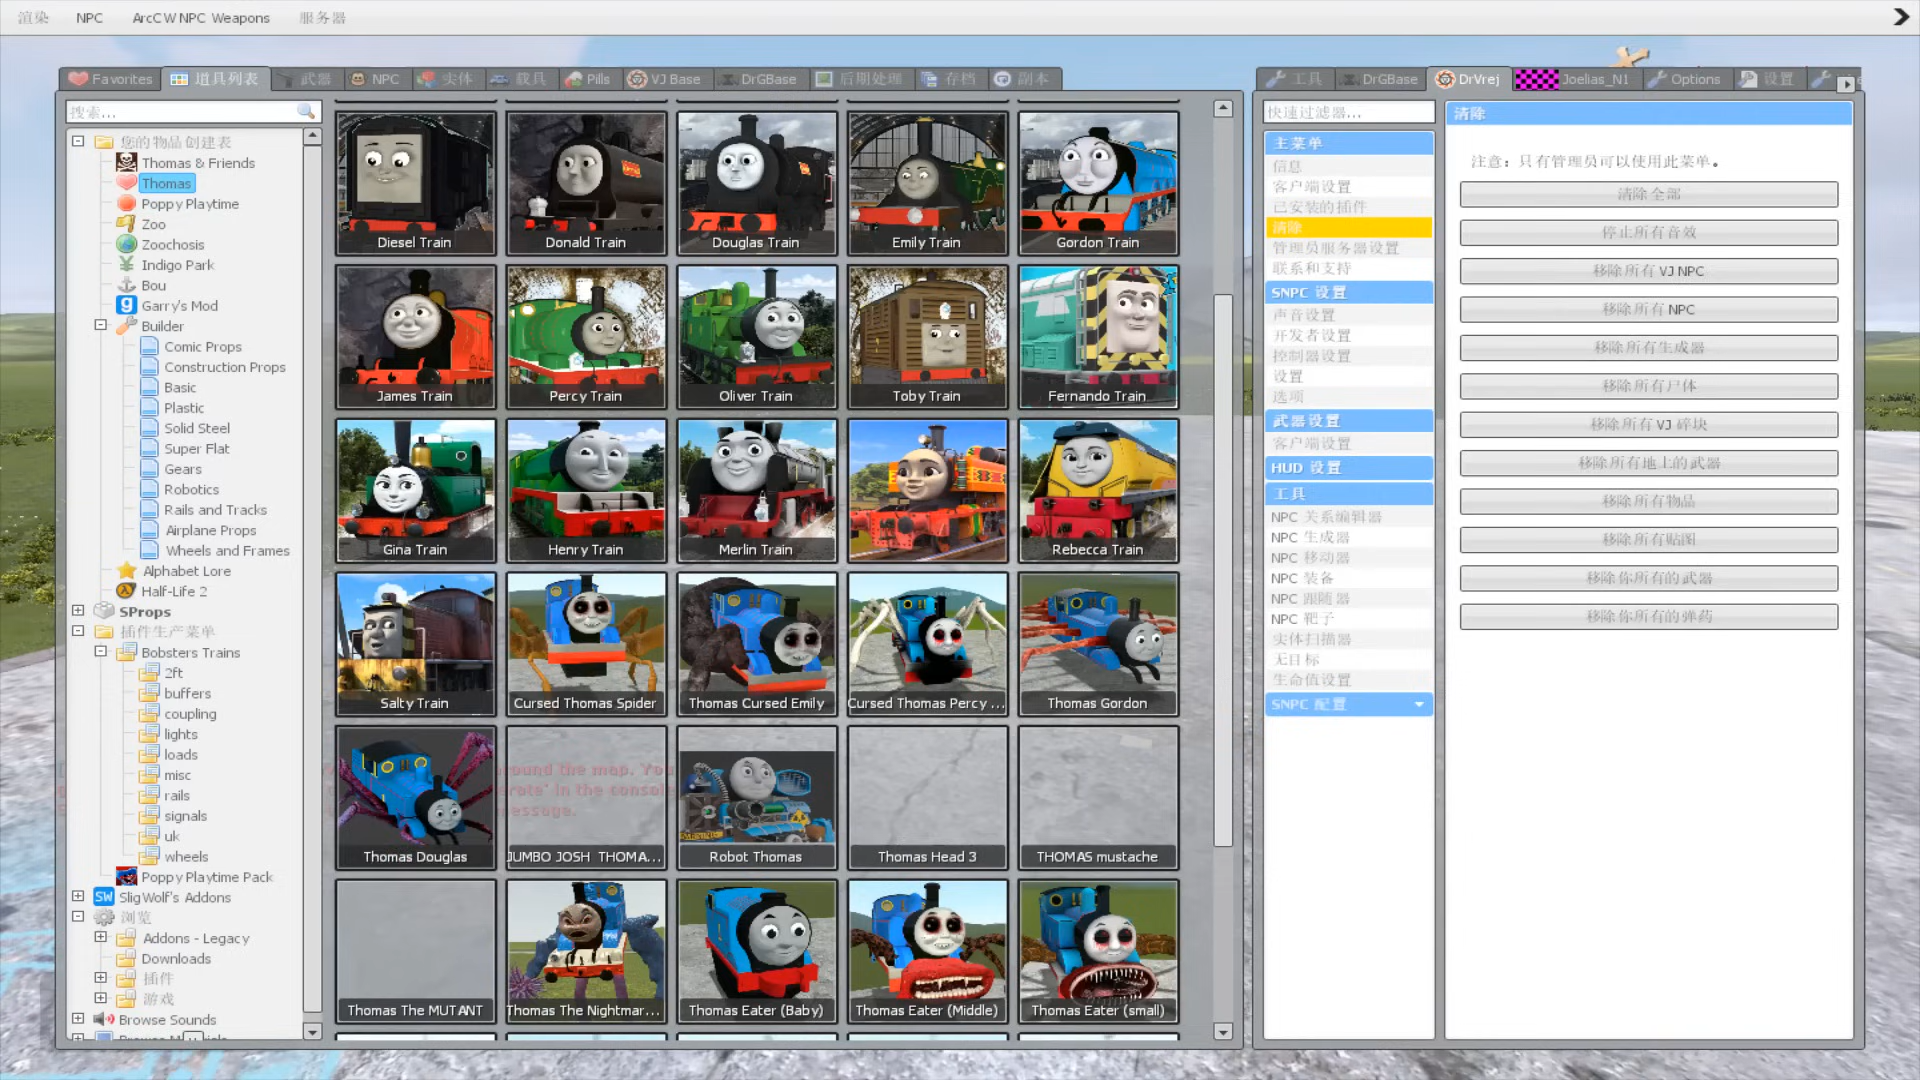 渲染 NPC ArcCW NPC Weapons 服务器
Favorites 道具列表 武器 NPC 实体 载具 Pills VJ Base DrGBase 后期处理 存档 副本
搜索...
您的物品创建表
Thomas & Friends
Thomas
Poppy Playtime
Zoo
Zoochosis
Indigo Park
Bou
Garry's Mod
Builder
Comic Props
Construction Props
Basic
Plastic
Solid Steel
Super Flat
Gears
Robotics
Rails and Tracks
Airplane Props
Wheels and Frames
Alphabet Lore
Half-Life 2
SProps
插件生产菜单
Bobsters Trains
2ft
buffers
coupling
lights
loads
misc
rails
signals
uk
wheels
Poppy Playtime Pack
SligWolf's Addons
浏览
Addons - Legacy
Downloads
插件
游戏
Browse Sounds
Diesel Train
Donald Train
Douglas Train
Emily Train
Gordon Train
James Train
Percy Train
Oliver Train
Toby Train
Fernando Train
Gina Train
Henry Train
Merlin Train
Rebecca Train
Salty Train
Cursed Thomas Spider
Thomas Cursed Emily
Cursed Thomas Percy ...
Thomas Gordon
around the map. You
erate' in the console
message.
Thomas Douglas
JUMBO JOSH THOMA...
Robot Thomas
Thomas Head 3
THOMAS mustache
Thomas The MUTANT
Thomas The Nightmar...
Thomas Eater (Baby)
Thomas Eater (Middle)
Thomas Eater (small)
工具 DrGBase DrVrej Joelias_N1 Options 设置
快速过滤器...
主菜单
信息
客户端设置
已安装的插件
清除
管理员服务器设置
联系和支持
SNPC 设置
声音设置
开发者设置
控制器设置
设置
选项
武器设置
客户端设置
HUD 设置
工具
NPC 关系编辑器
NPC 生成器
NPC 移动器
NPC 装备
NPC 跟随器
NPC 靶子
实体扫描器
无目标
生命值设置
SNPC 配置
清除
注意：只有管理员可以使用此菜单。
清除全部
停止所有音效
移除所有 VJ NPC
移除所有 NPC
移除所有生成器
移除所有尸体
移除所有 VJ 碎块
移除所有地上的武器
移除所有物品
移除所有贴图
移除你所有的武器
移除你所有的弹药